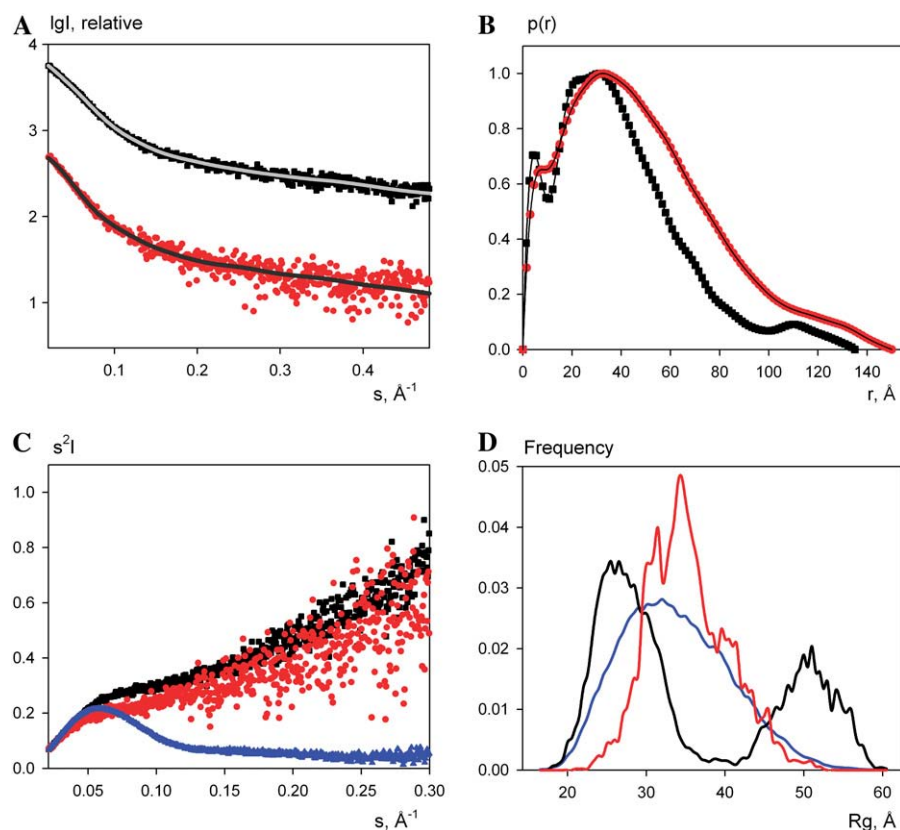 A lgI, relative
4
3
2
1
0.1 0.2 0.3 0.4
s, Å⁻¹
B p(r)
1.0
0.8
0.6
0.4
0.2
0.0
0 20 40 60 80 100 120 140
r, Å
C s²I
1.0
0.8
0.6
0.4
0.2
0.0
0.05 0.10 0.15 0.20 0.25 0.30
s, Å⁻¹
D Frequency
0.05
0.04
0.03
0.02
0.01
0.00
20 30 40 50 60
Rg, Å